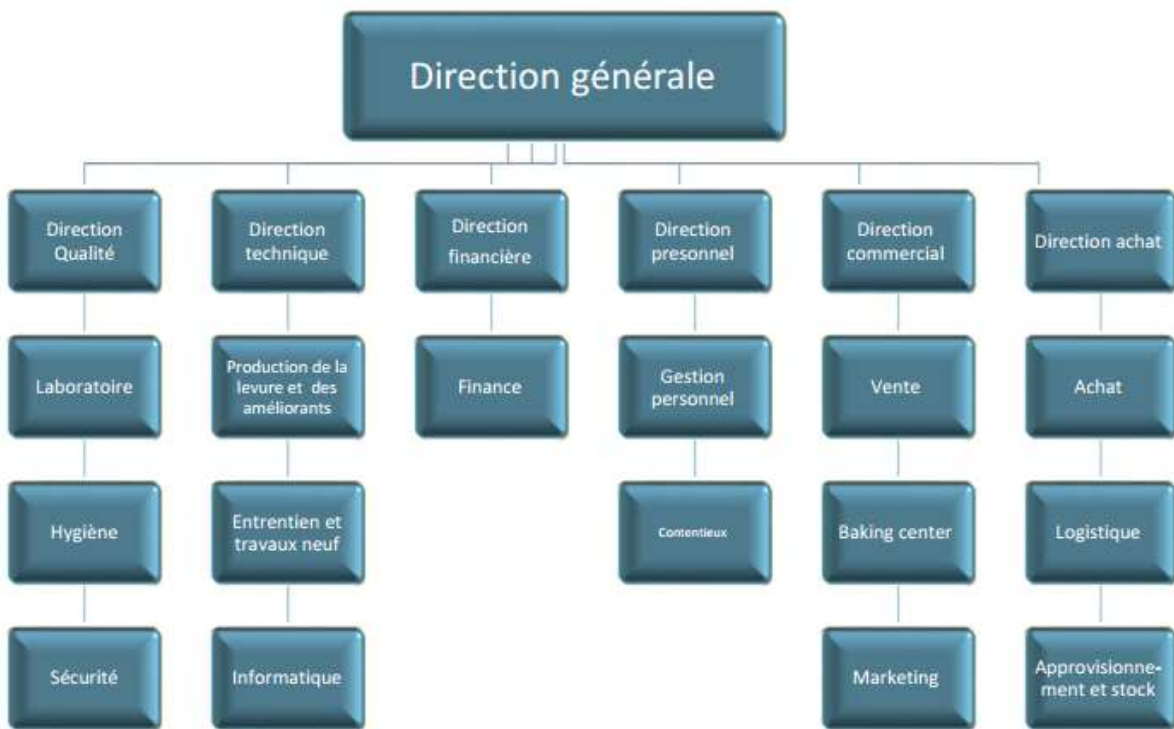 Direction générale
Direction
Qualité
Direction
technique
Direction
financière
Direction
presonnel
Direction
commercial
Direction achat
Laboratoire
Production de la
levure et des
améliorants
Finance
Gestion
personnel
Vente
Achat
Hygiène
Entrentien et
travaux neuf
Contentieux
Baking center
Logistique
Sécurité
Informatique
Marketing
Approvisionne-
ment et stock